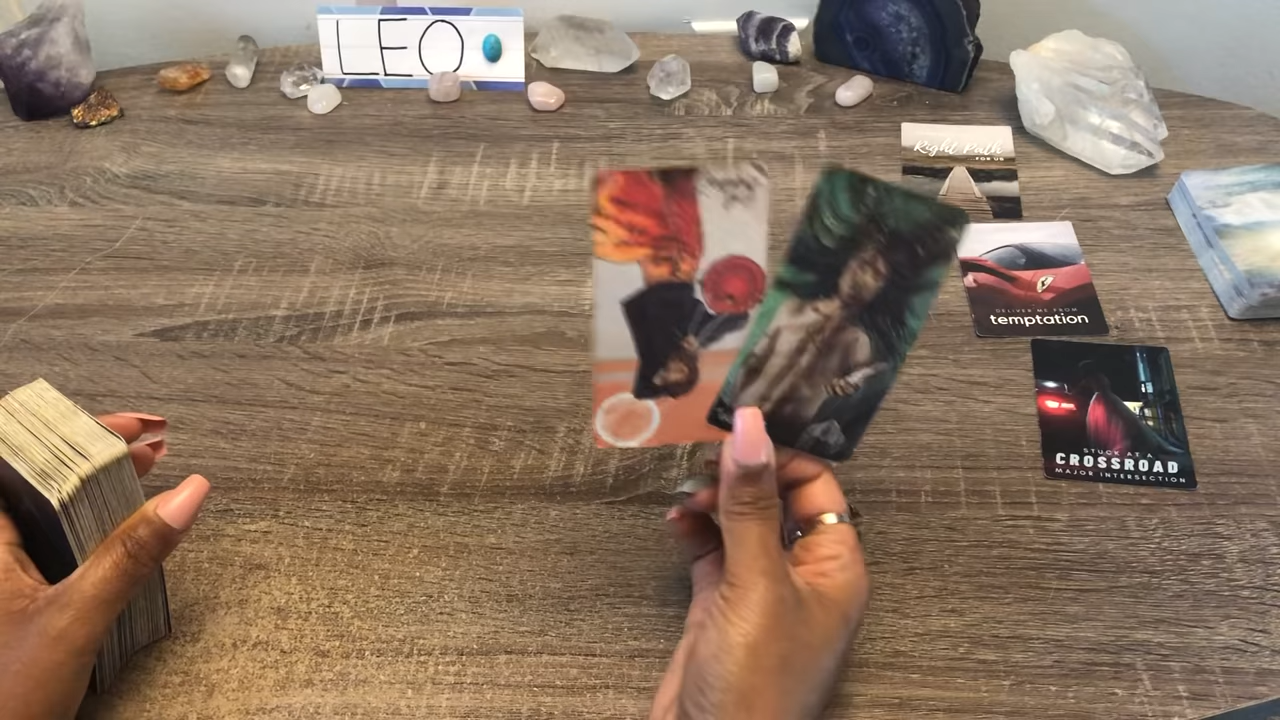 LEO
Right Path
FOR US
DELIVER ME FROM
temptation
STUCK AT A
CROSSROAD
MAJOR INTERSECTION